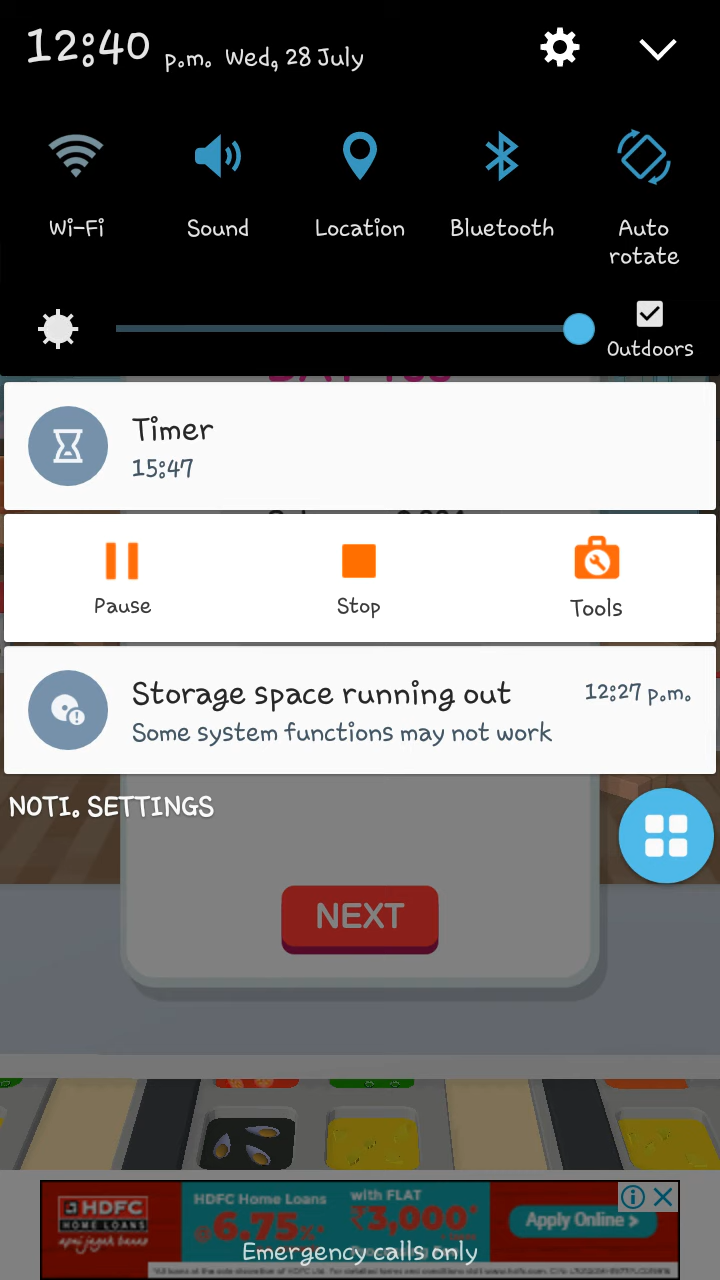 12:40 p.m. Wed, 28 July
Wi-Fi Sound Location Bluetooth Auto rotate
Outdoors
Timer
15:47
Pause Stop Tools
Storage space running out 12:27 p.m.
Some system functions may not work
NOTI. SETTINGS
NEXT
HDFC
HOME LOANS
HDFC Home Loans
@6.75%*
with FLAT
₹3,000*
Apply Online >
Emergency calls only